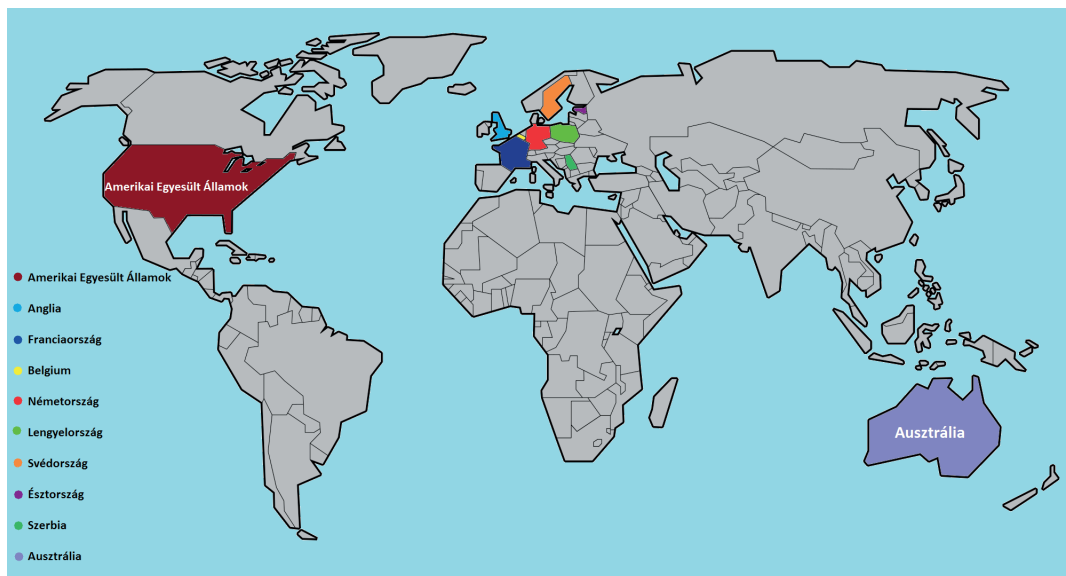 Amerikai Egyesült Államok
Amerikai Egyesült Államok
Anglia
Franciaország
Belgium
Németország
Lengyelország
Svédország
Észtország
Szerbia
Ausztrália
Ausztrália